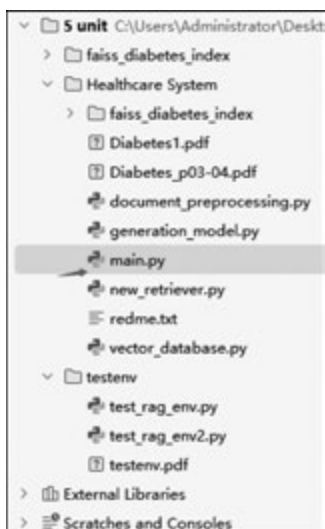 5 unit C:\Users\Administrator\Deskt
faiss_diabetes_index
Healthcare System
faiss_diabetes_index
Diabetes1.pdf
Diabetes_p03-04.pdf
document_preprocessing.py
generation_model.py
main.py
new_retriever.py
redme.txt
vector_database.py
testenv
test_rag_env.py
test_rag_env2.py
testenv.pdf
External Libraries
Scratches and Consoles